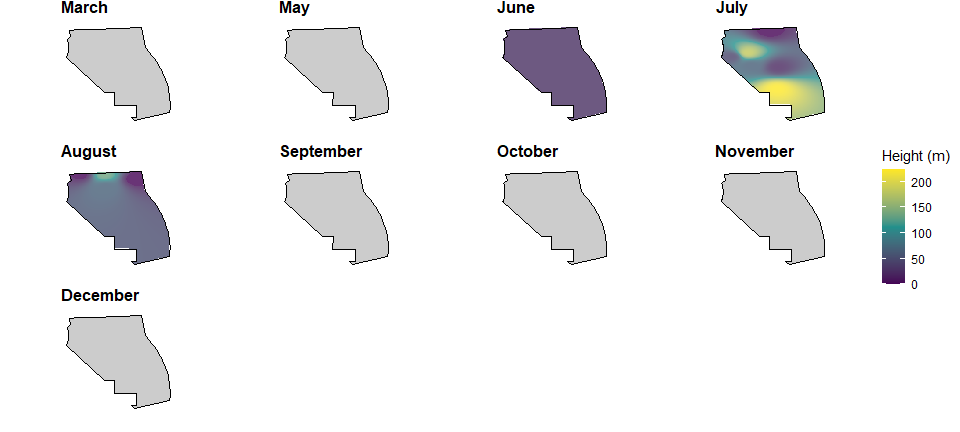 March
May
June
July
August
September
October
November
December
Height (m)
200
150
100
50
0